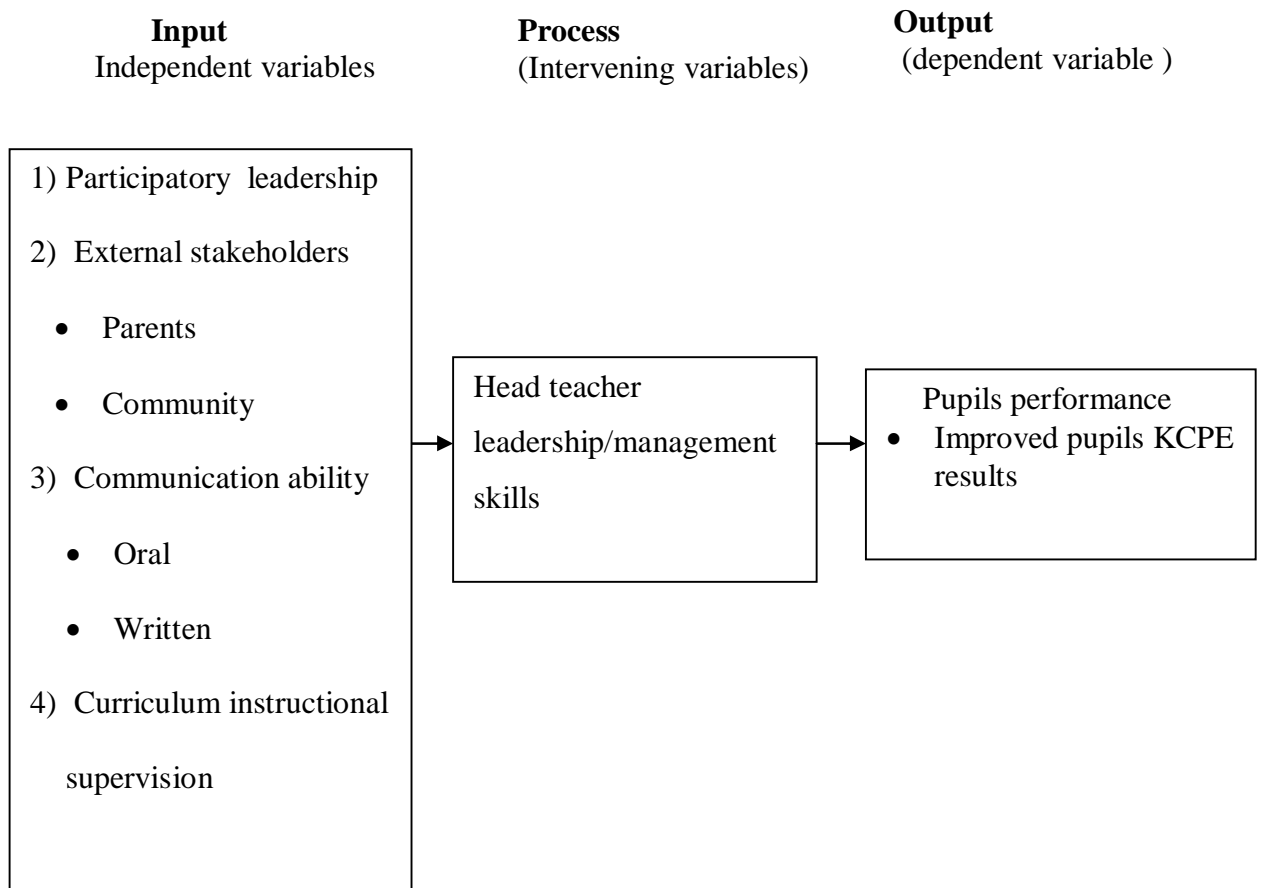 Input
Independent variables
Process
(Intervening variables)
Output
(dependent variable )
1) Participatory leadership
2) External stakeholders
• Parents
• Community
3) Communication ability
• Oral
• Written
4) Curriculum instructional
supervision
Head teacher
leadership/management
skills
Pupils performance
• Improved pupils KCPE
results